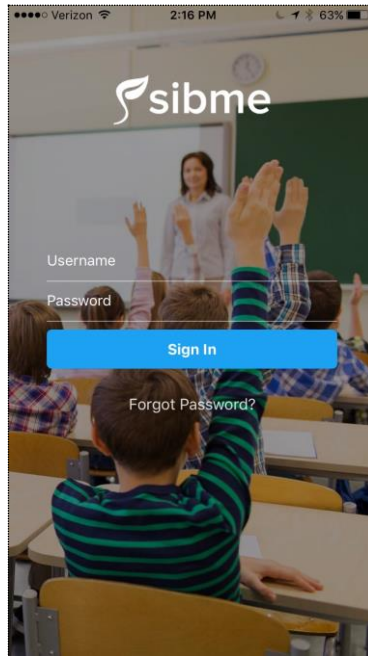 Verizon 2:16 PM 63%
sibme
Username
Password
Sign In
Forgot Password?